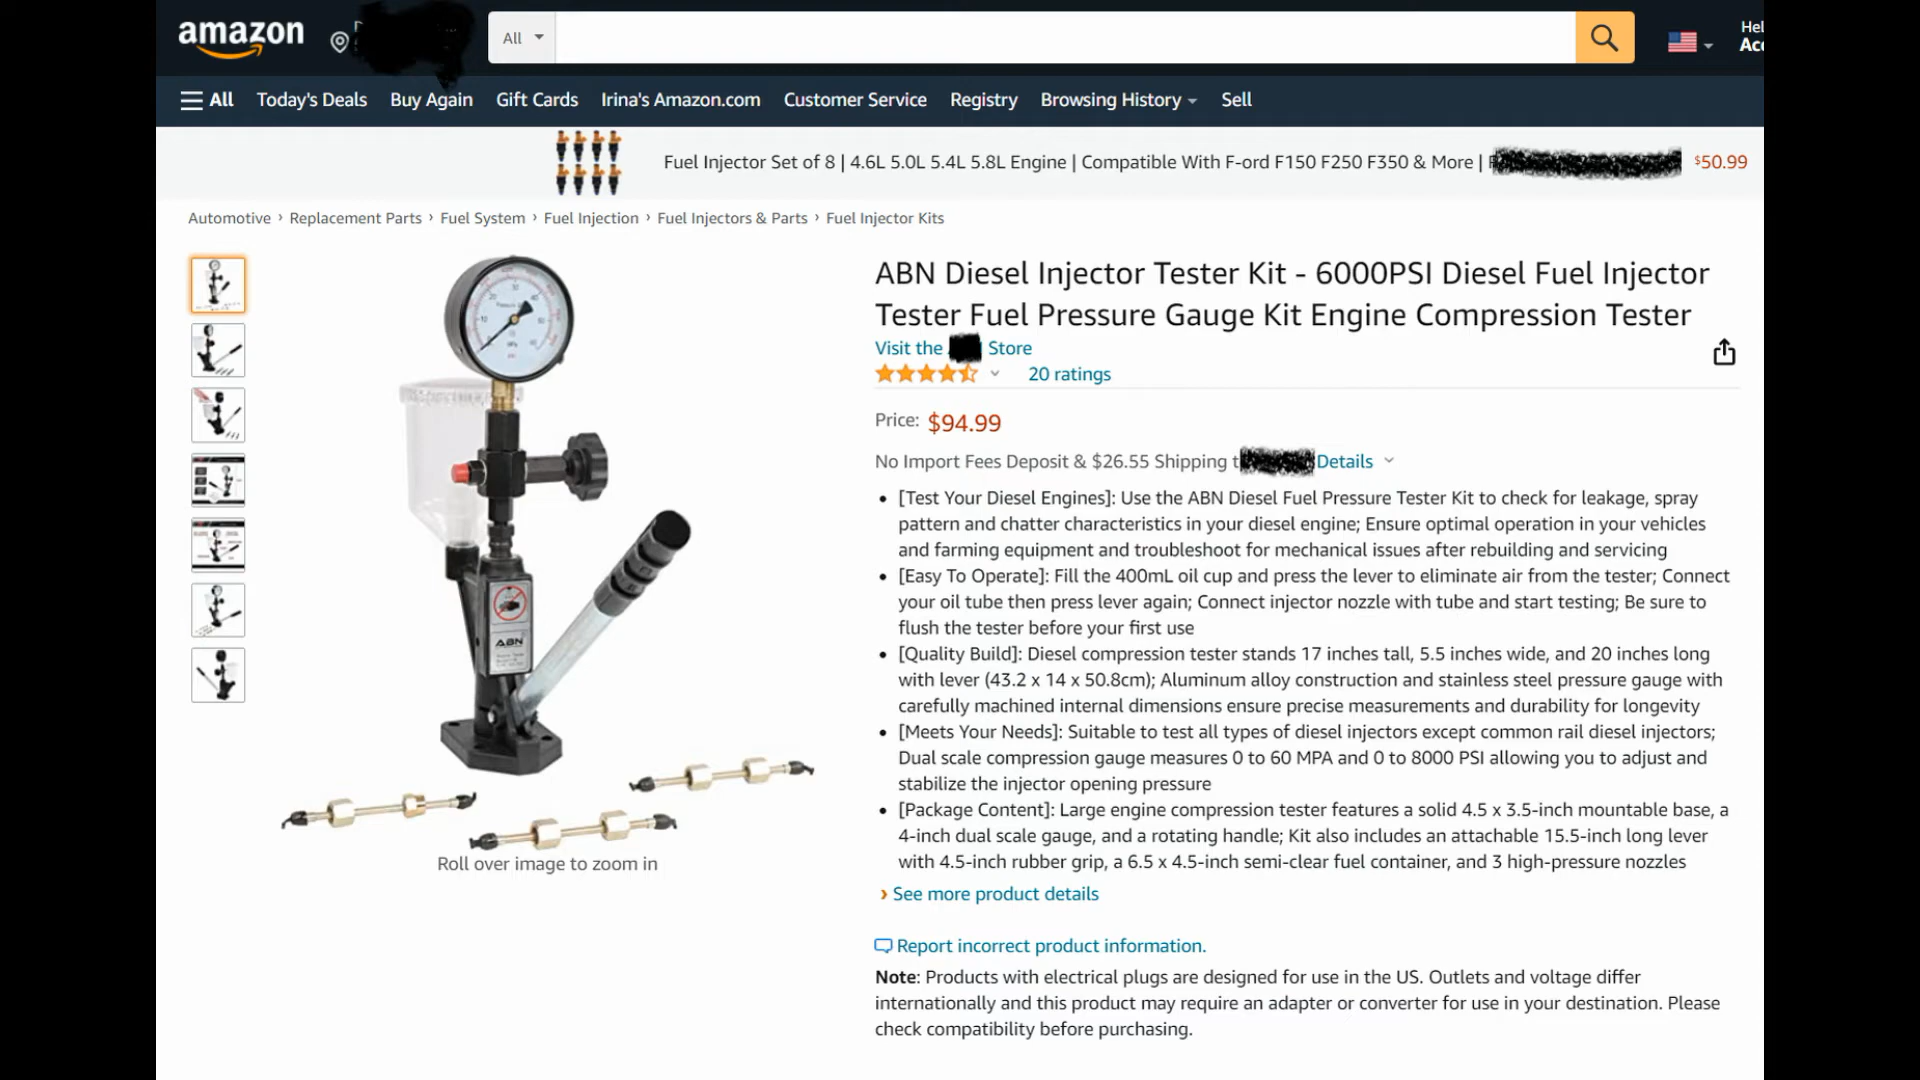 amazon
All
Hel
Acc
All Today's Deals Buy Again Gift Cards Irina's Amazon.com Customer Service Registry Browsing History Sell
Fuel Injector Set of 8 | 4.6L 5.0L 5.4L 5.8L Engine | Compatible With F-ord F150 F250 F350 & More | $50.99
Automotive › Replacement Parts › Fuel System › Fuel Injection › Fuel Injectors & Parts › Fuel Injector Kits
ABN Diesel Injector Tester Kit - 6000PSI Diesel Fuel Injector
Tester Fuel Pressure Gauge Kit Engine Compression Tester
Visit the Store
20 ratings
Price: $94.99
No Import Fees Deposit & $26.55 Shipping t Details
• [Test Your Diesel Engines]: Use the ABN Diesel Fuel Pressure Tester Kit to check for leakage, spray
pattern and chatter characteristics in your diesel engine; Ensure optimal operation in your vehicles
and farming equipment and troubleshoot for mechanical issues after rebuilding and servicing
• [Easy To Operate]: Fill the 400mL oil cup and press the lever to eliminate air from the tester; Connect
your oil tube then press lever again; Connect injector nozzle with tube and start testing; Be sure to
flush the tester before your first use
• [Quality Build]: Diesel compression tester stands 17 inches tall, 5.5 inches wide, and 20 inches long
with lever (43.2 x 14 x 50.8cm); Aluminum alloy construction and stainless steel pressure gauge with
carefully machined internal dimensions ensure precise measurements and durability for longevity
• [Meets Your Needs]: Suitable to test all types of diesel injectors except common rail diesel injectors;
Dual scale compression gauge measures 0 to 60 MPA and 0 to 8000 PSI allowing you to adjust and
stabilize the injector opening pressure
• [Package Content]: Large engine compression tester features a solid 4.5 x 3.5-inch mountable base, a
4-inch dual scale gauge, and a rotating handle; Kit also includes an attachable 15.5-inch long lever
with 4.5-inch rubber grip, a 6.5 x 4.5-inch semi-clear fuel container, and 3 high-pressure nozzles
› See more product details
Report incorrect product information.
Note: Products with electrical plugs are designed for use in the US. Outlets and voltage differ
internationally and this product may require an adapter or converter for use in your destination. Please
check compatibility before purchasing.
ABN
Roll over image to zoom in